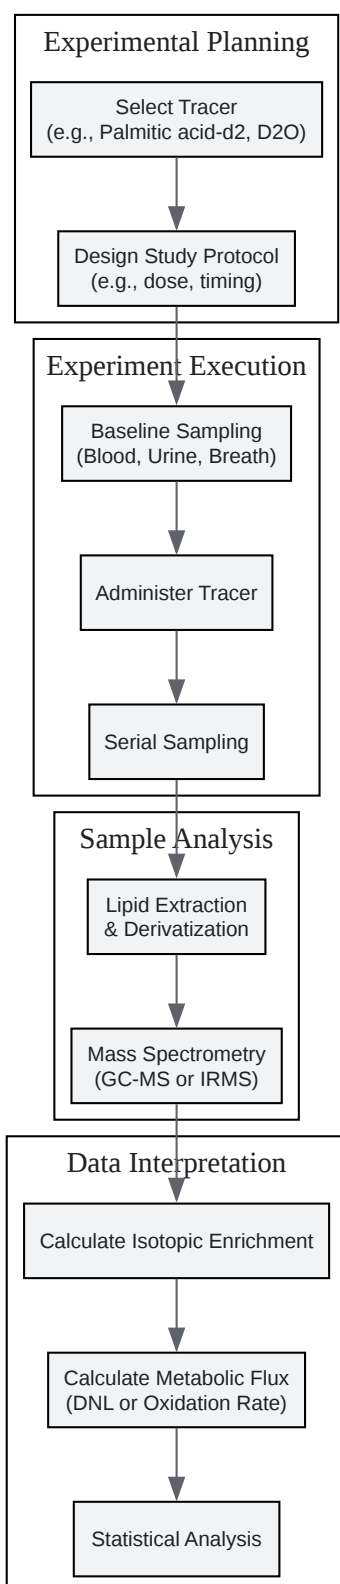 Experimental Planning
Select Tracer
(e.g., Palmitic acid-d2, D2O)
Design Study Protocol
(e.g., dose, timing)
Experiment Execution
Baseline Sampling
(Blood, Urine, Breath)
Administer Tracer
Serial Sampling
Sample Analysis
Lipid Extraction
& Derivatization
Mass Spectrometry
(GC-MS or IRMS)
Data Interpretation
Calculate Isotopic Enrichment
Calculate Metabolic Flux
(DNL or Oxidation Rate)
Statistical Analysis